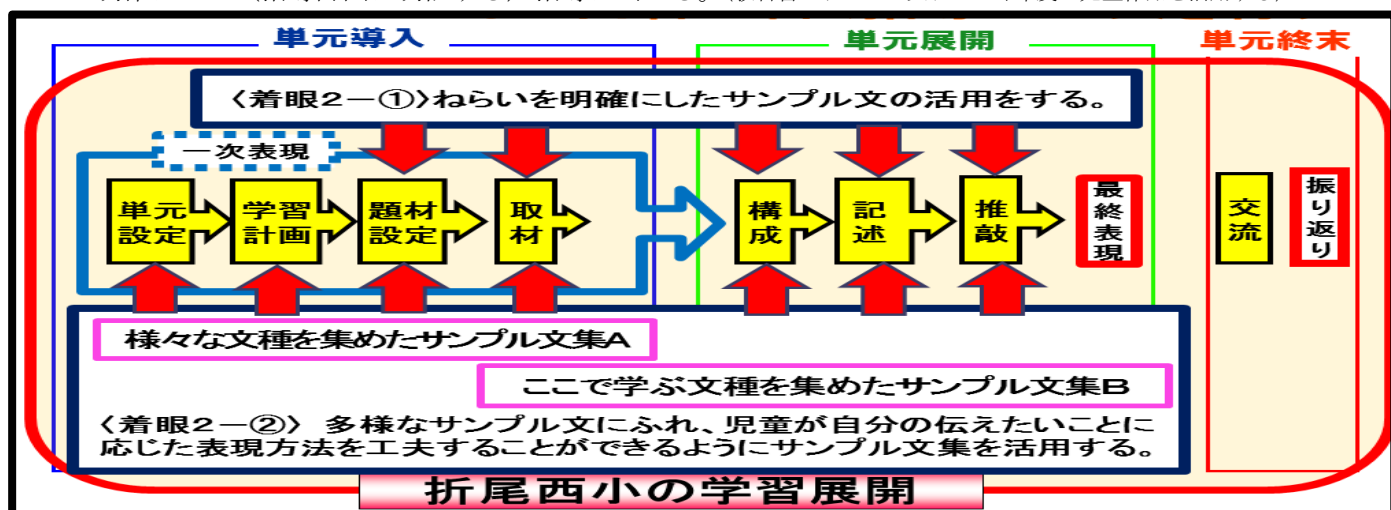 単元導入
単元展開
単元終末
〈着眼2－①〉ねらいを明確にしたサンプル文の活用をする。
一次表現
単元
設定
学習
計画
題材
設定
取
材
構
成
記
述
推
敲
最
終
表
現
交
流
振
り
返
り
様々な文種を集めたサンプル文集A
ここで学ぶ文種を集めたサンプル文集B
〈着眼2－②〉 多様なサンプル文にふれ、児童が自分の伝えたいことに
応じた表現方法を工夫することができるようにサンプル文集を活用する。
折尾西小の学習展開